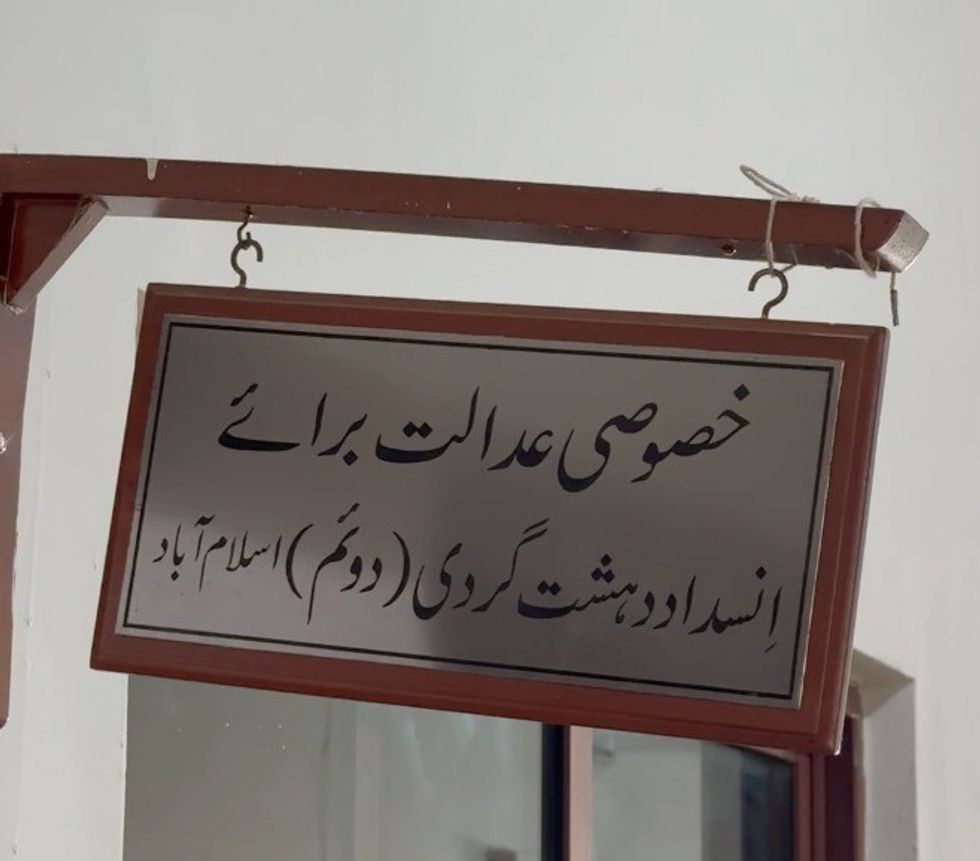 خصوصی عدالت برائے
اِنسداد دہشت گردی (دوئم) اسلام آباد